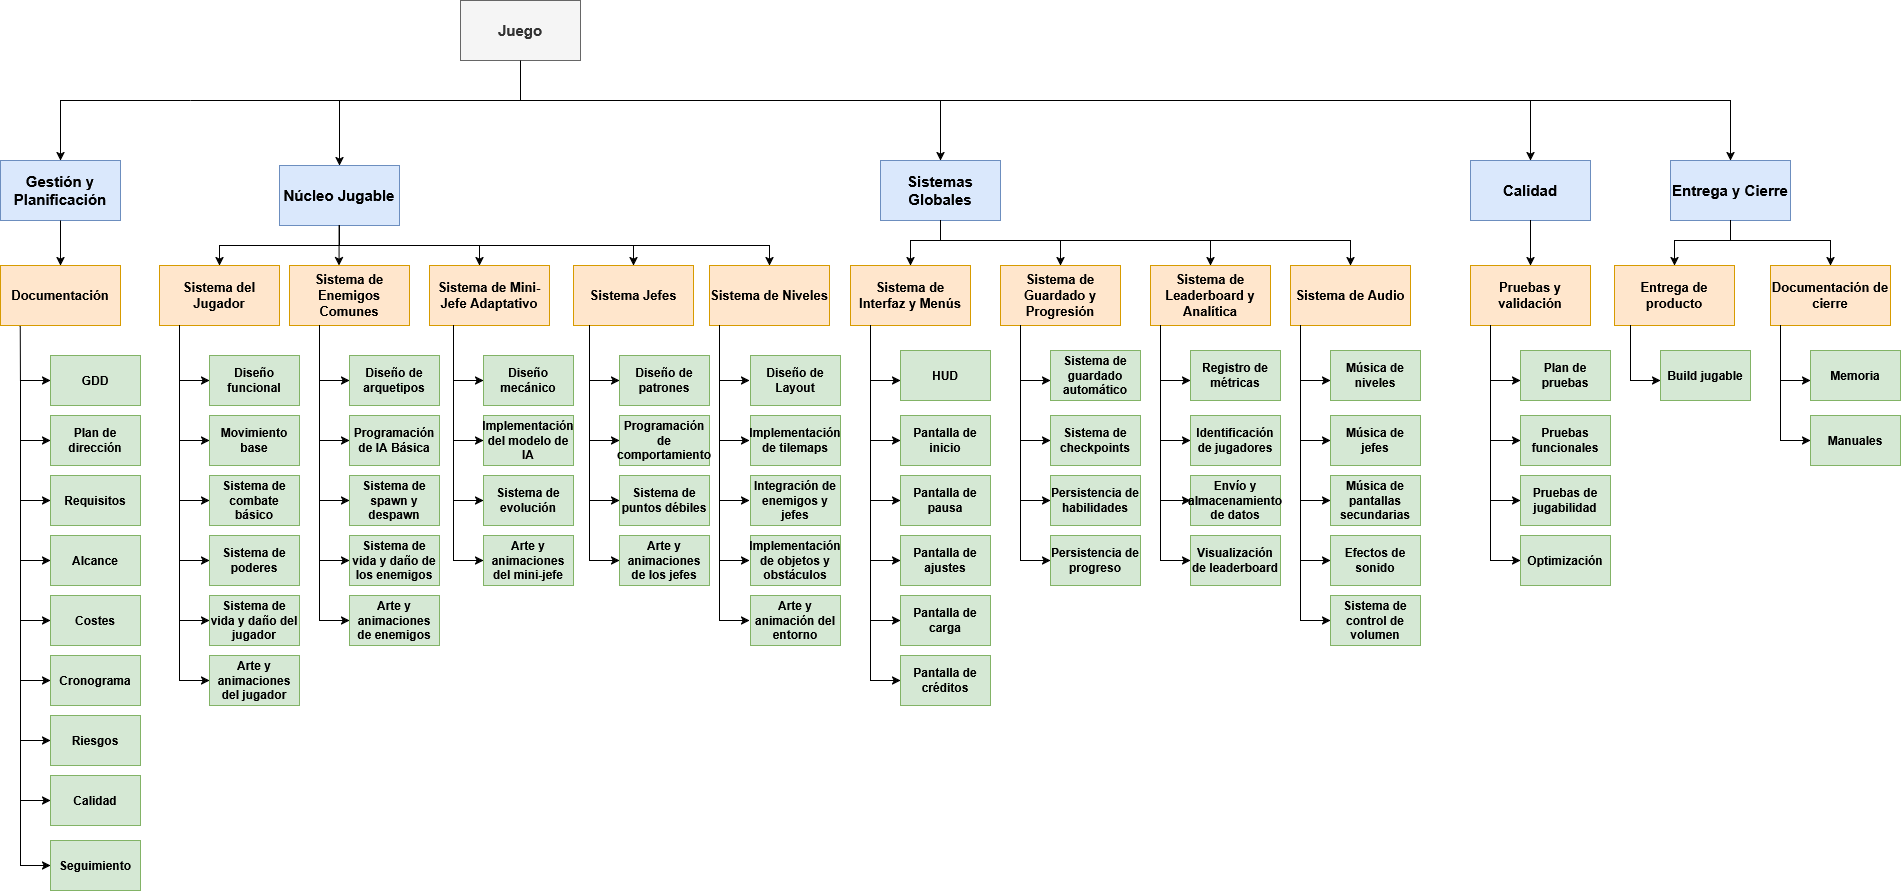 Juego
Gestión y
Planificación
Documentación
GDD
Plan de
dirección
Requisitos
Alcance
Costes
Cronograma
Riesgos
Calidad
Seguimiento
Núcleo Jugable
Sistema del
Jugador
Diseño
funcional
Movimiento
base
Sistema de
combate
básico
Sistema de
poderes
Sistema de
vida y daño del
jugador
Arte y
animaciones
del jugador
Sistema de
Enemigos
Comunes
Diseño de
arquetipos
Programación
de IA Básica
Sistema de
spawn y
despawn
Sistema de
vida y daño de
los enemigos
Arte y
animaciones
de enemigos
Sistema de Mini-
Jefe Adaptativo
Diseño
mecánico
Implementación
del modelo de
IA
Sistema de
evolución
Arte y
animaciones
del mini-jefe
Sistema Jefes
Diseño de
patrones
Programación
de
comportamiento
Sistema de
puntos débiles
Arte y
animaciones
de los jefes
Sistema de Niveles
Diseño de
Layout
Implementación
de tilemaps
Integración de
enemigos y
jefes
Implementación
de objetos y
obstáculos
Arte y
animación del
entorno
Sistemas
Globales
Sistema de
Interfaz y Menús
HUD
Pantalla de
inicio
Pantalla de
pausa
Pantalla de
ajustes
Pantalla de
carga
Pantalla de
créditos
Sistema de
Guardado y
Progresión
Sistema de
guardado
automático
Sistema de
checkpoints
Persistencia de
habilidades
Persistencia de
progreso
Sistema de
Leaderboard y
Analítica
Registro de
métricas
Identificación
de jugadores
Envío y
almacenamiento
de datos
Visualización
de leaderboard
Sistema de Audio
Música de
niveles
Música de
jefes
Música de
pantallas
secundarias
Efectos de
sonido
Sistema de
control de
volumen
Calidad
Pruebas y
validación
Plan de
pruebas
Pruebas
funcionales
Pruebas de
jugabilidad
Optimización
Entrega y Cierre
Entrega de
producto
Build jugable
Documentación de
cierre
Memoria
Manuales